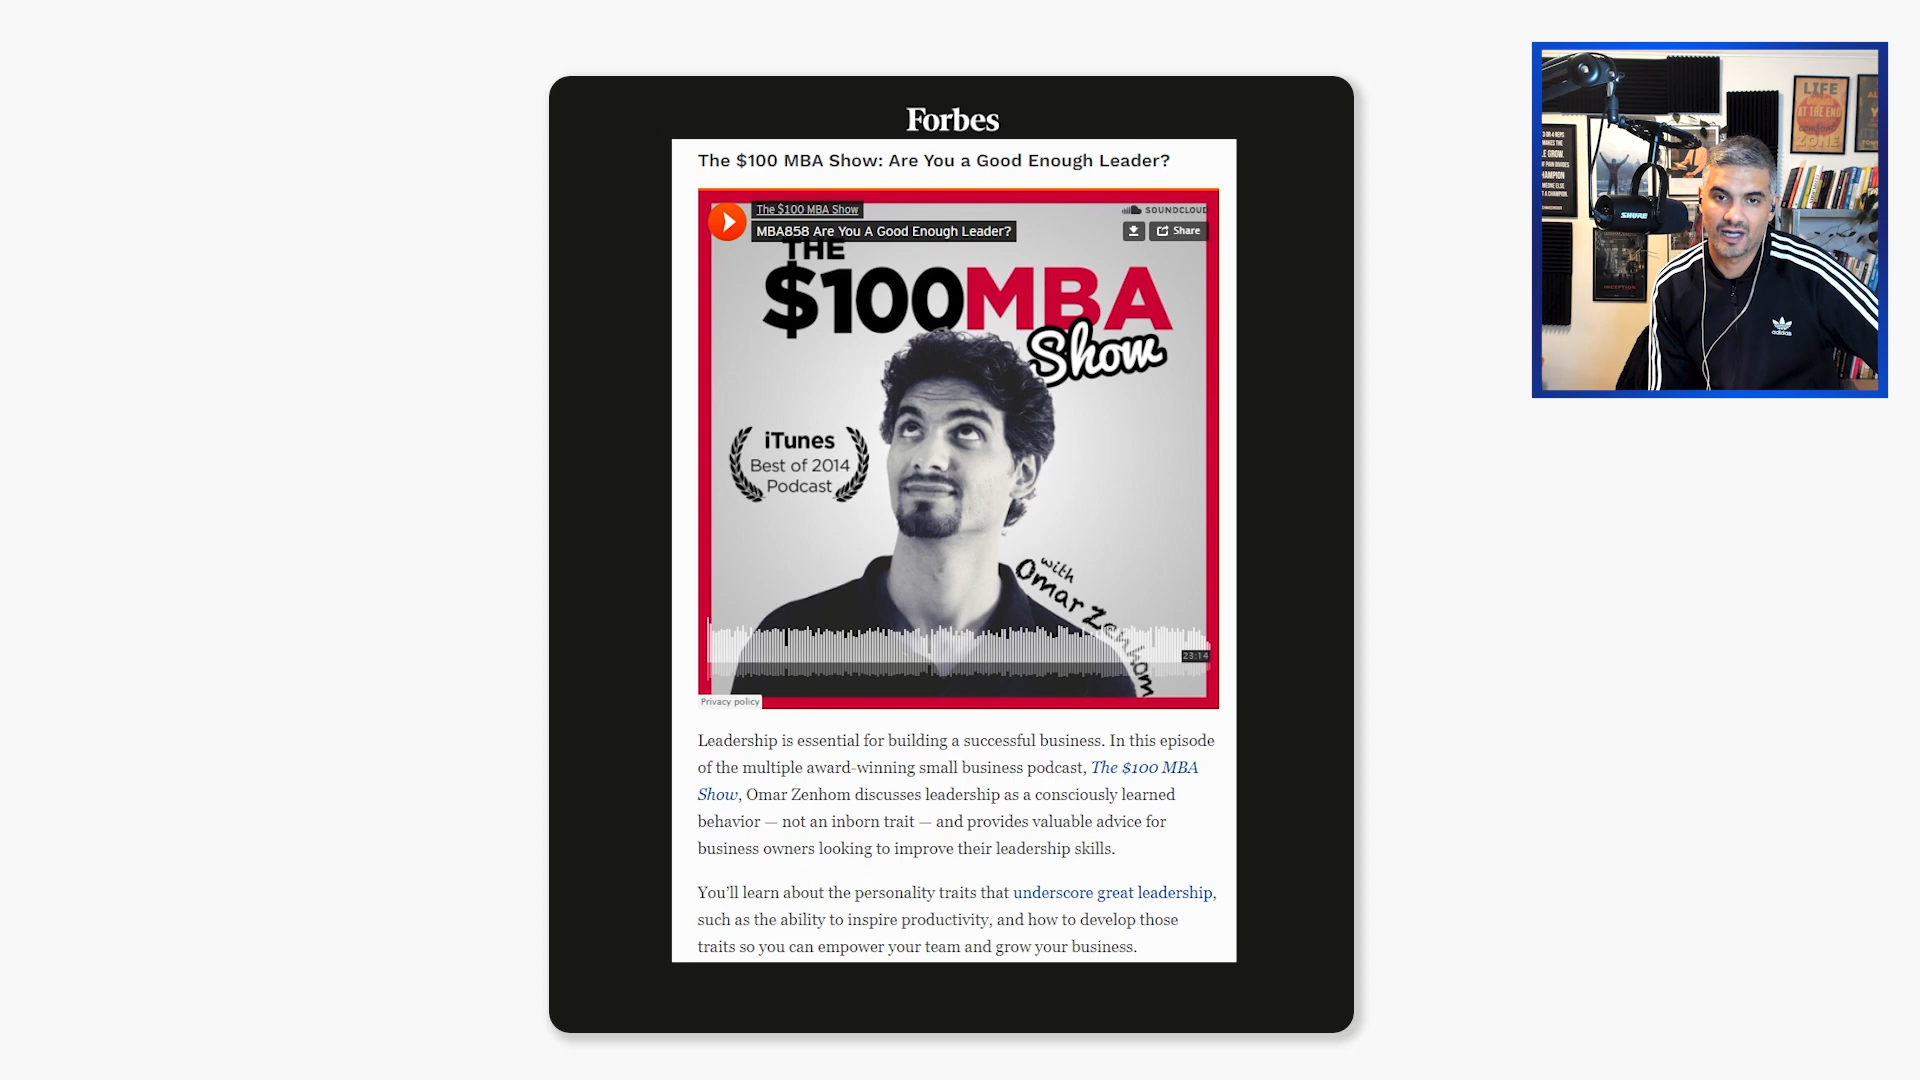 Forbes
The $100 MBA Show: Are You a Good Enough Leader?
The $100 MBA Show
SOUNDCLOUD
MBA858 Are You A Good Enough Leader?
Share
THE
$100MBA
Show
iTunes
Best of 2014
Podcast
with
Omar Zenhom
23:14
Privacy policy
Leadership is essential for building a successful business. In this episode
of the multiple award-winning small business podcast, The $100 MBA
Show, Omar Zenhom discusses leadership as a consciously learned
behavior — not an inborn trait — and provides valuable advice for
business owners looking to improve their leadership skills.
You’ll learn about the personality traits that underscore great leadership,
such as the ability to inspire productivity, and how to develop those
traits so you can empower your team and grow your business.
LIFE
AT THE END
ZONE
SHURE
INCEPTION
adidas